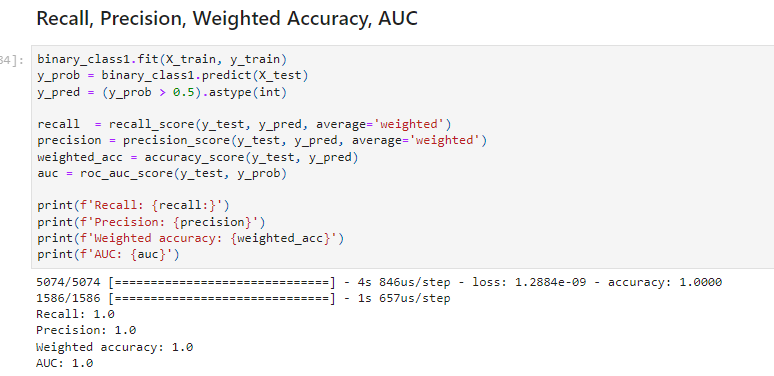 Recall, Precision, Weighted Accuracy, AUC
34]:
binary_class1.fit(X_train, y_train)
y_prob = binary_class1.predict(X_test)
y_pred = (y_prob > 0.5).astype(int)
recall  = recall_score(y_test, y_pred, average='weighted')
precision = precision_score(y_test, y_pred, average='weighted')
weighted_acc = accuracy_score(y_test, y_pred)
auc = roc_auc_score(y_test, y_prob)
print(f'Recall: {recall:}')
print(f'Precision: {precision}')
print(f'Weighted accuracy: {weighted_acc}')
print(f'AUC: {auc}')
5074/5074 [==============================] - 4s 846us/step - loss: 1.2884e-09 - accuracy: 1.0000
1586/1586 [==============================] - 1s 657us/step
Recall: 1.0
Precision: 1.0
Weighted accuracy: 1.0
AUC: 1.0